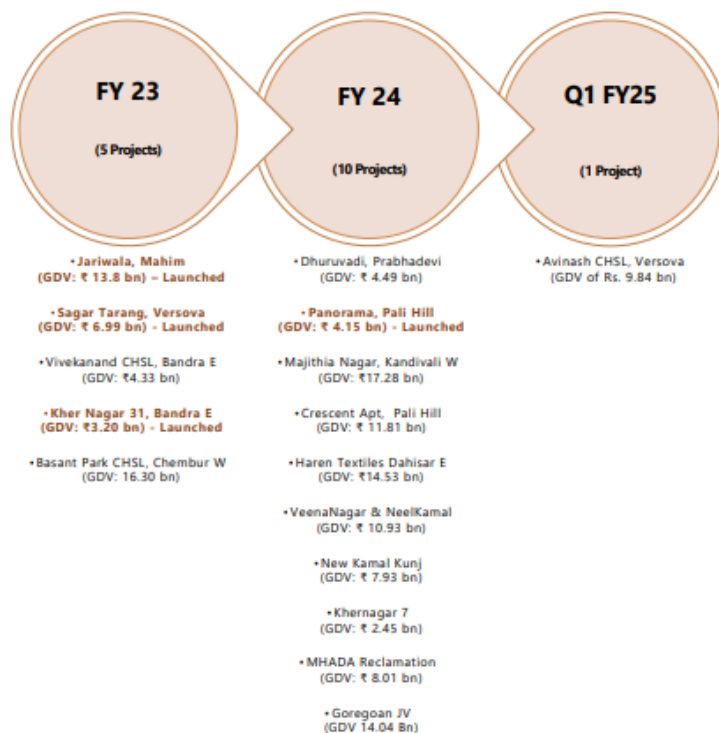 FY 23
(5 Projects)
•Jariwala, Mahim
(GDV: ₹ 13.8 bn) – Launched
•Sagar Tarang, Versova
(GDV: ₹ 6.99 bn) - Launched
•Vivekanand CHSL, Bandra E
(GDV: ₹4.33 bn)
•Kher Nagar 31, Bandra E
(GDV: ₹3.20 bn) - Launched
•Basant Park CHSL, Chembur W
(GDV: 16.30 bn)
FY 24
(10 Projects)
•Dhuruvadi, Prabhadevi
(GDV: ₹ 4.49 bn)
•Panorama, Pali Hill
(GDV: ₹ 4.15 bn) - Launched
•Majithia Nagar, Kandivali W
(GDV: ₹17.28 bn)
•Crescent Apt, Pali Hill
(GDV: ₹ 11.81 bn)
•Haren Textiles Dahisar E
(GDV: ₹14.53 bn)
•VeenaNagar & NeelKamal
(GDV: ₹ 10.93 bn)
•New Kamal Kunj
(GDV: ₹ 7.93 bn)
•Khernagar 7
(GDV: ₹ 2.45 bn)
•MHADA Reclamation
(GDV: ₹ 8.01 bn)
•Goregoan JV
(GDV 14.04 Bn)
Q1 FY25
(1 Project)
•Avinash CHSL, Versova
(GDV of Rs. 9.84 bn)